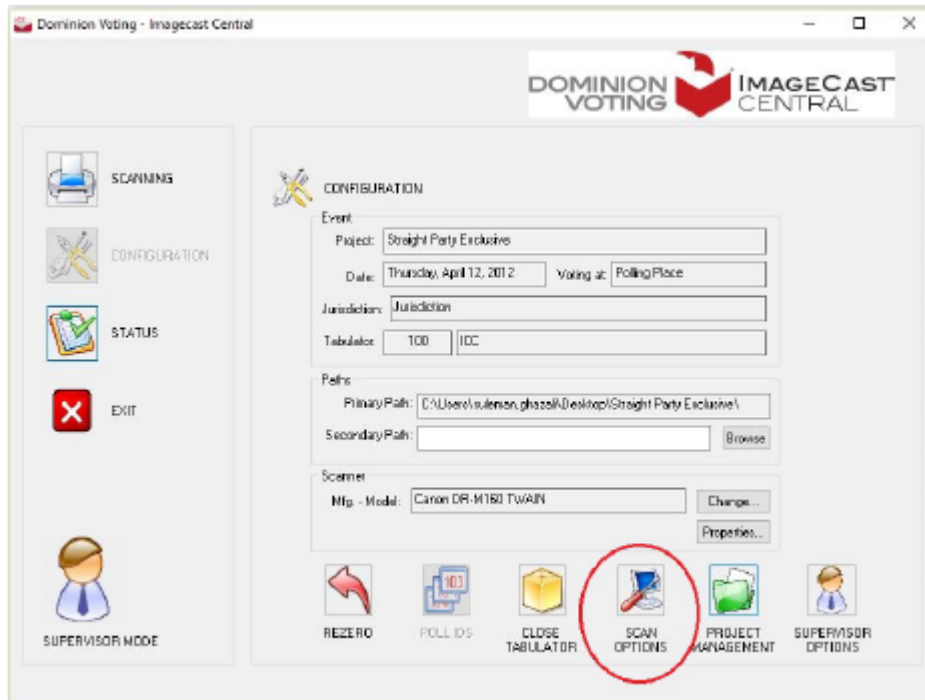 Dominion Voting - Imagecast Central
DOMINION VOTING IMAGECAST CENTRAL
SCANNING
CONFIGURATION
STATUS
EXIT
SUPERVISOR MODE
CONFIGURATION
Event
Project: Straight Party Exclusive
Date: Thursday, April 12, 2012 Voting at: Polling Place
Jurisdiction: Jurisdiction
Tabulator: 100 ICC
Paths
Primary Path: C:\Users\suleman.ghazali\Desktop\Straight Party Exclusive\
Secondary Path: Browse
Scanner
Mfg. - Model: Canon DR-M160 TWAIN Change...
Properties...
103
REZERO POLL IDS CLOSE TABULATOR SCAN OPTIONS PROJECT MANAGEMENT SUPERVISOR OPTIONS